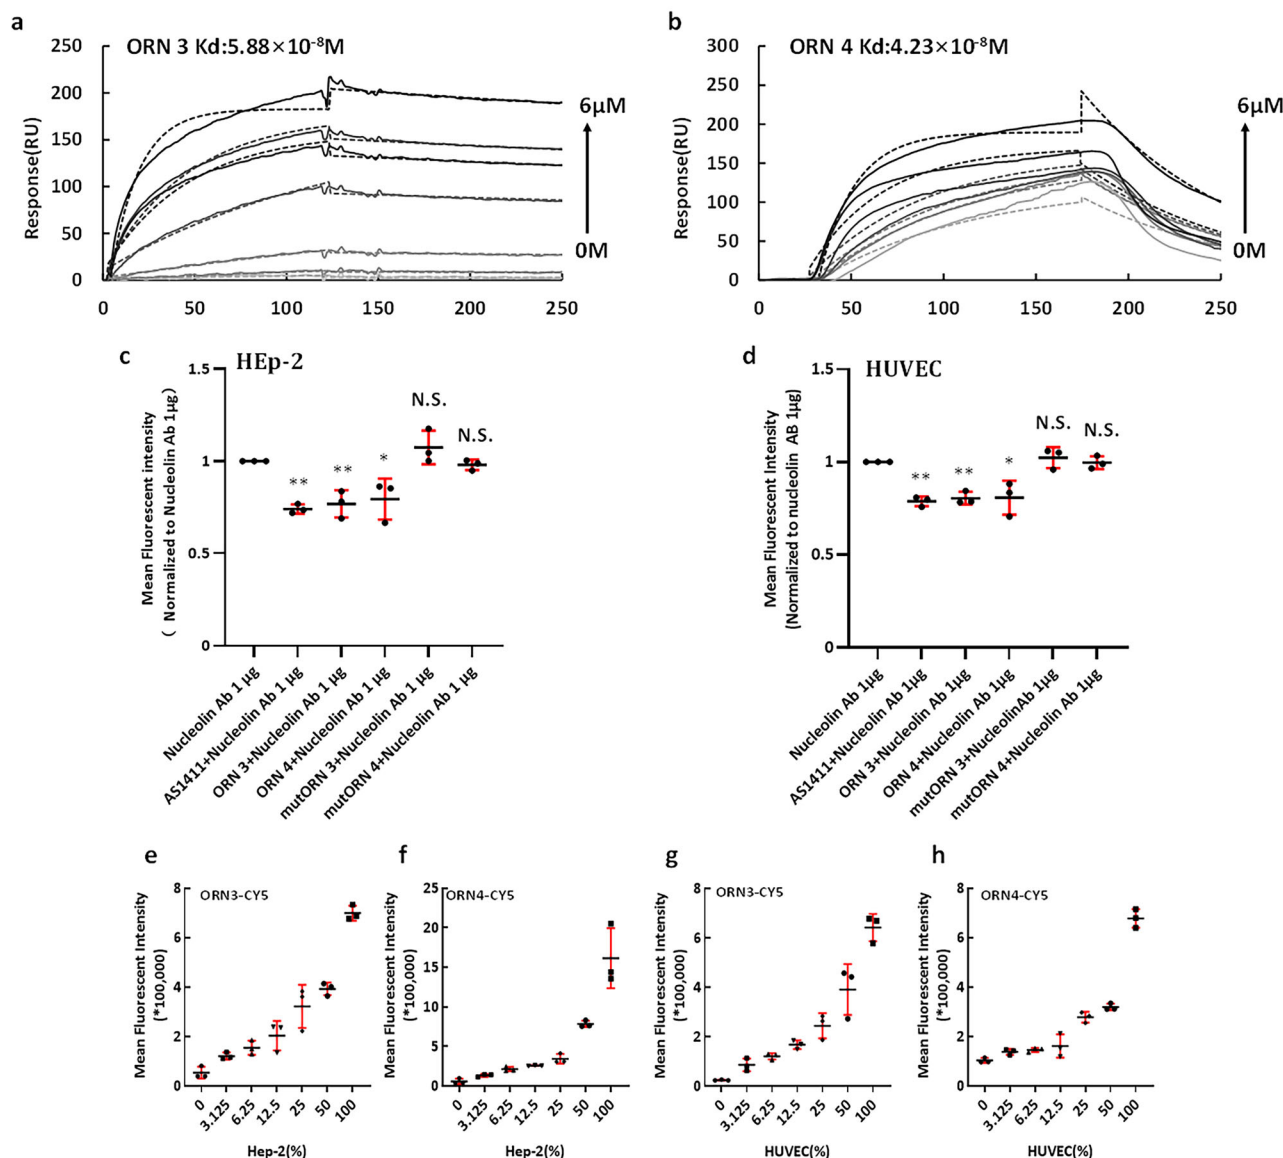 a
ORN 3 Kd:5.88×10⁻⁸M
Response(RU)
250
200
150
100
50
0
0 50 100 150 200 250
6μM
0M
b
ORN 4 Kd:4.23×10⁻⁸M
Response(RU)
300
250
200
150
100
50
0
0 50 100 150 200 250
6μM
0M
c
HEp-2
Mean Fluorescent intensity
( Normalized to Nucleolin Ab 1μg)
1.5
1
0.5
0
** ** * N.S. N.S.
Nucleolin Ab 1 μg
AS1411+Nucleolin Ab 1 μg
ORN 3+Nucleolin Ab 1 μg
ORN 4+Nucleolin Ab 1 μg
mutORN 3+Nucleolin Ab 1 μg
mutORN 4+Nucleolin Ab 1 μg
d
HUVEC
Mean Fluorescent Intensity
(Normalized to nucleolin AB 1μg)
1.5
1
0.5
0
** ** * N.S. N.S.
Nucleolin Ab 1μg
AS1411+Nucleolin Ab 1μg
ORN 3+Nucleolin Ab 1μg
ORN 4+Nucleolin Ab 1μg
mutORN 3+NucleolinAb 1μg
mutORN 4+Nucleolin Ab 1μg
e
ORN3-CY5
Mean Fluorescent Intensity
(*100,000)
8
6
4
2
0
0 3.125 6.25 12.5 25 50 100
Hep-2(%)
f
ORN4-CY5
Mean Fluorescent Intensity
(*100,000)
25
20
15
10
5
0
0 3.125 6.25 12.5 25 50 100
Hep-2(%)
g
ORN3-CY5
Mean Fluorescent Intensity
(*100,000)
8
6
4
2
0
0 3.125 6.25 12.5 25 50 100
HUVEC(%)
h
ORN4-CY5
Mean Fluorescent Intensity
(*100,000)
8
6
4
2
0
0 3.125 6.25 12.5 25 50 100
HUVEC(%)